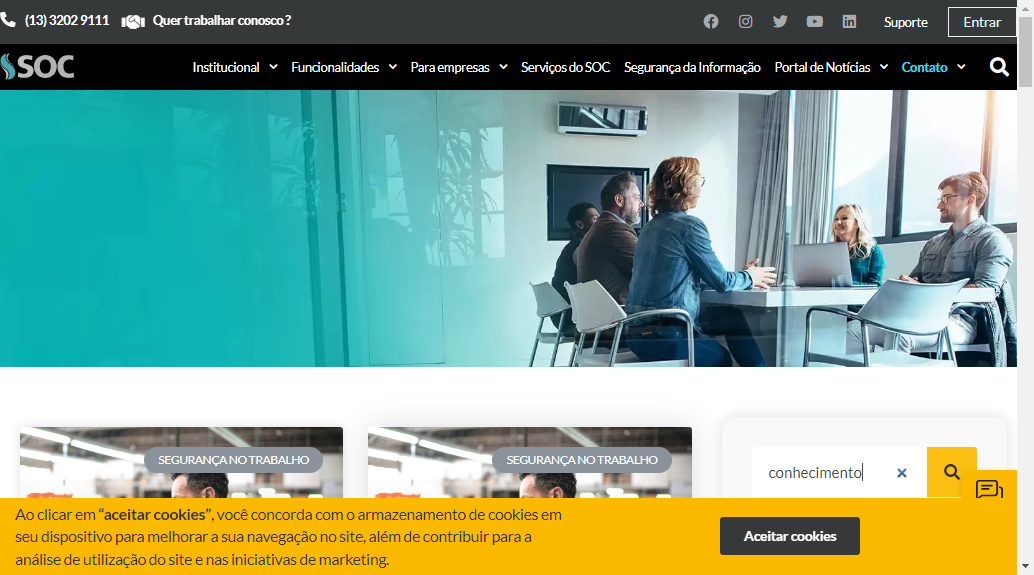 (13) 3202 9111 Quer trabalhar conosco ? Suporte Entrar
SOC Institucional Funcionalidades Para empresas Serviços do SOC Segurança da Informação Portal de Notícias Contato
SEGURANÇA NO TRABALHO SEGURANÇA NO TRABALHO
conhecimento
Ao clicar em “aceitar cookies”, você concorda com o armazenamento de cookies em
seu dispositivo para melhorar a sua navegação no site, além de contribuir para a
análise de utilização do site e nas iniciativas de marketing.
Aceitar cookies